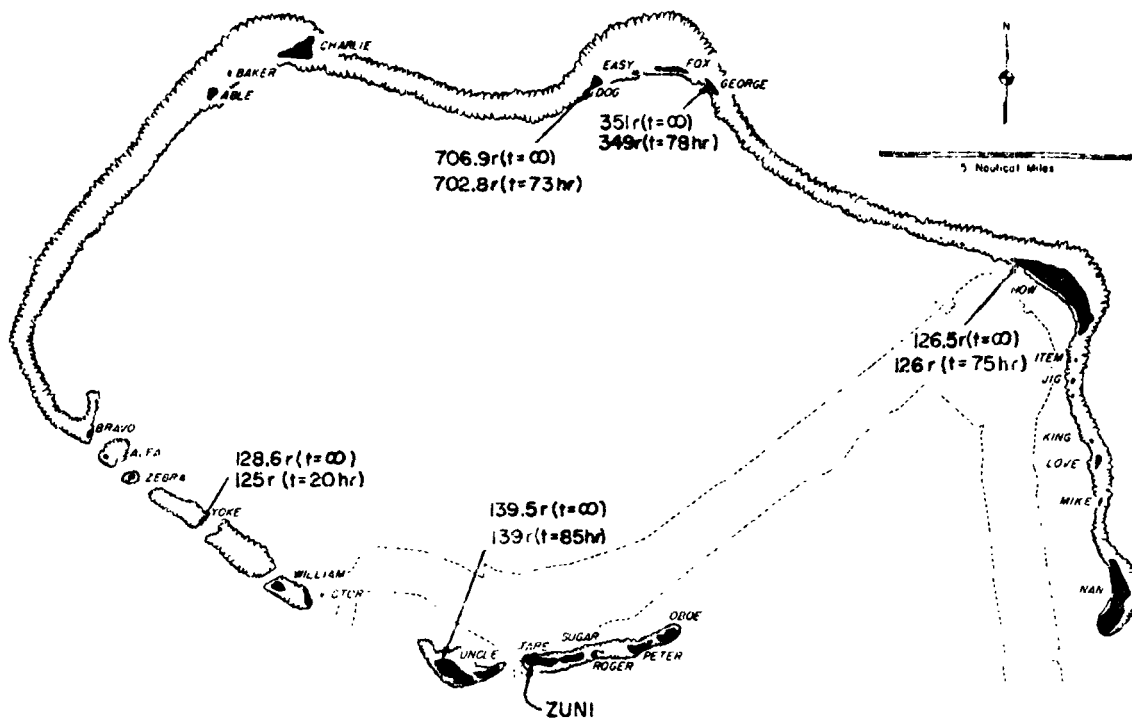 N
CHARLIE
BAKER
ABLE
EASY
FOX
DOG
GEORGE
351r(t=∞)
349r(t=78hr)
706.9r(t=∞)
702.8r(t=73hr)
5 Nautical Miles
HOW
126.5r(t=∞)
126r(t=75hr)
ITEM
JIG
KING
LOVE
MIKE
NAN
BRAVO
ALFA
ZEBRA
YOKE
128.6r(t=∞)
125r (t=20hr)
WILLIAM
139.5r(t=∞)
139r(t=85hr)
UNCLE
SUGAR
OBOE
ROGER
PETER
ZUNI